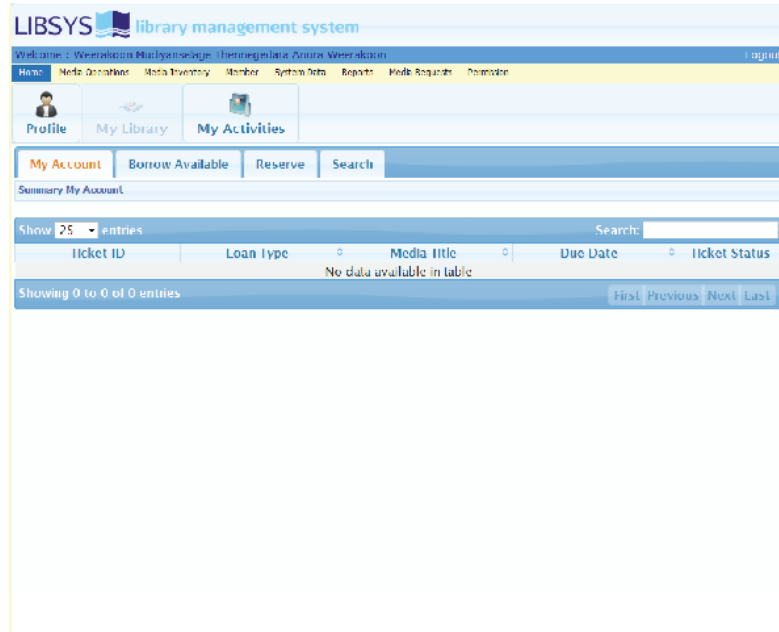 LIBSYS library management system
Welcome : Weerakoon Mudiyanselage Thennegedara Anura Weerakoon Logout
Home Media Operations Media Inventory Member System Data Reports Media Requests Permission
Profile My Library My Activities
My Account Borrow Available Reserve Search
Summary My Account
Show 25 entries Search:
Ticket ID Loan Type Media Title Due Date Ticket Status
No data available in table
Showing 0 to 0 of 0 entries First Previous Next Last